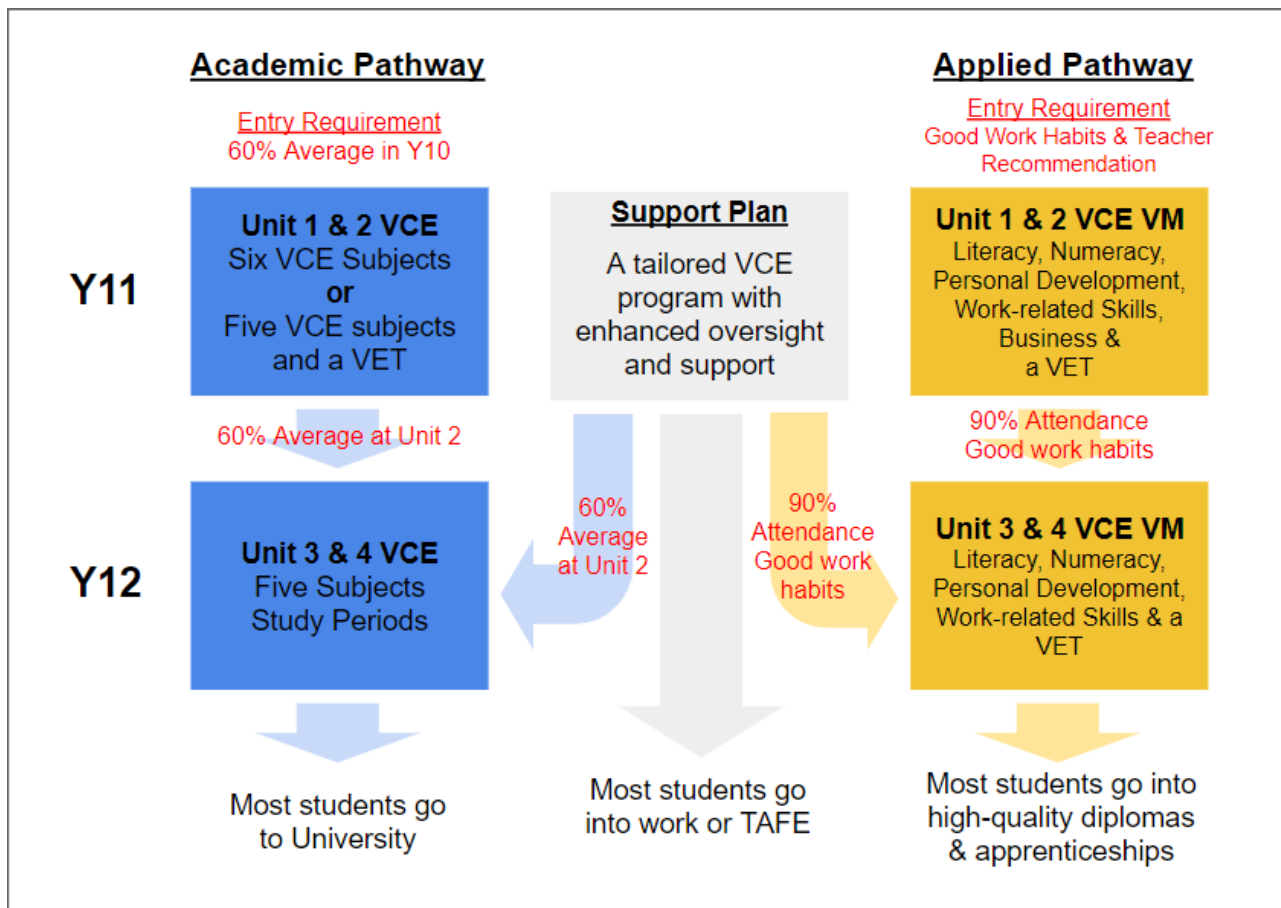 Academic Pathway
Entry Requirement
60% Average in Y10
Applied Pathway
Entry Requirement
Good Work Habits & Teacher
Recommendation
Y11
Unit 1 & 2 VCE
Six VCE Subjects
or
Five VCE subjects
and a VET
Support Plan
A tailored VCE
program with
enhanced oversight
and support
Unit 1 & 2 VCE VM
Literacy, Numeracy,
Personal Development,
Work-related Skills,
Business &
a VET
60% Average at Unit 2
90% Attendance
Good work habits
60%
Average
at Unit 2
90%
Attendance
Good work
habits
Y12
Unit 3 & 4 VCE
Five Subjects
Study Periods
Unit 3 & 4 VCE VM
Literacy, Numeracy,
Personal Development,
Work-related Skills & a
VET
Most students go
to University
Most students go
into work or TAFE
Most students go into
high-quality diplomas
& apprenticeships